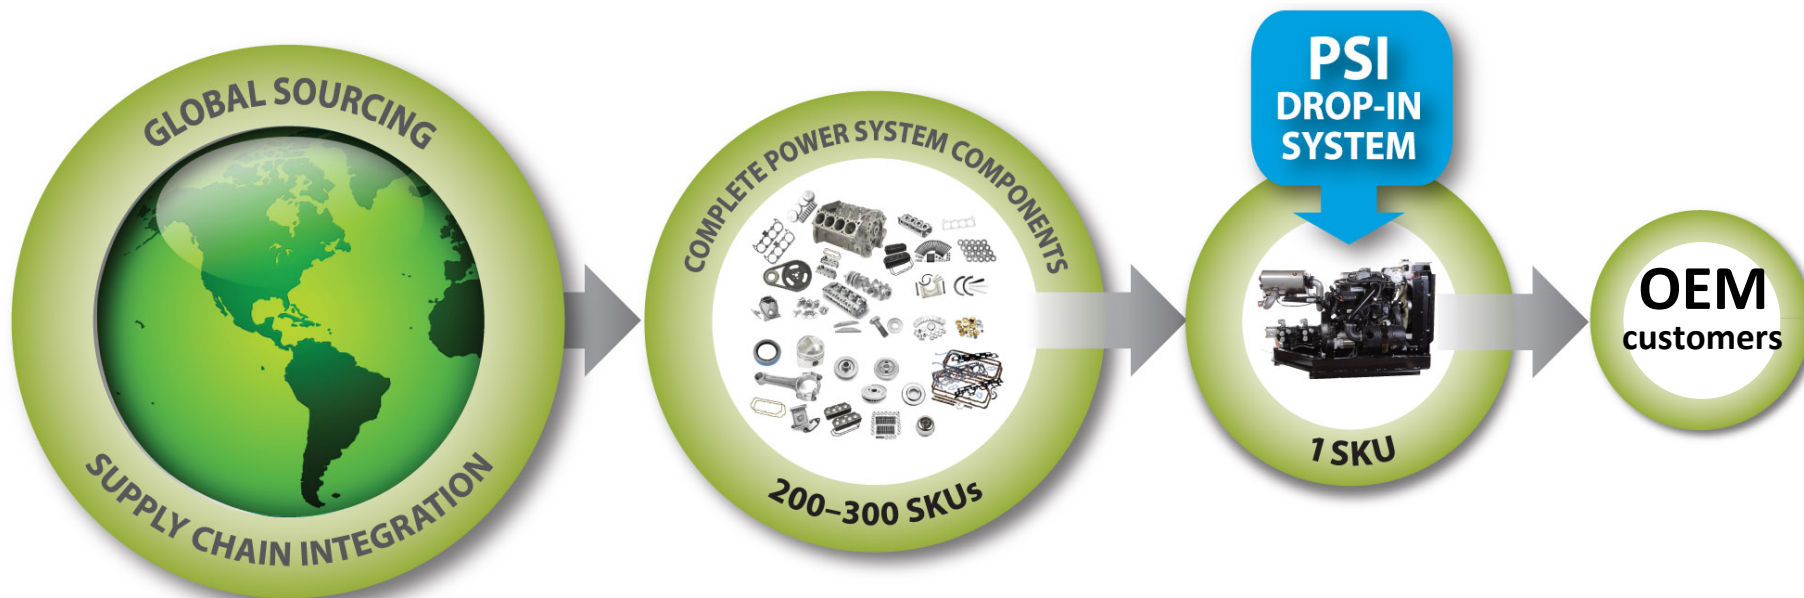 GLOBAL SOURCING
SUPPLY CHAIN INTEGRATION
COMPLETE POWER SYSTEM COMPONENTS
200–300 SKUs
PSI
DROP-IN
SYSTEM
1 SKU
OEM
customers